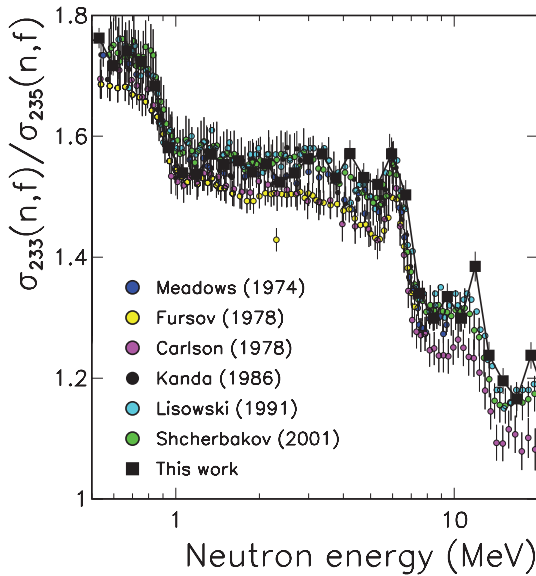 σ233(n,f)/σ235(n,f)
1.8
1.6
1.4
1.2
1
Meadows (1974)
Fursov (1978)
Carlson (1978)
Kanda (1986)
Lisowski (1991)
Shcherbakov (2001)
This work
1
10
Neutron energy (MeV)